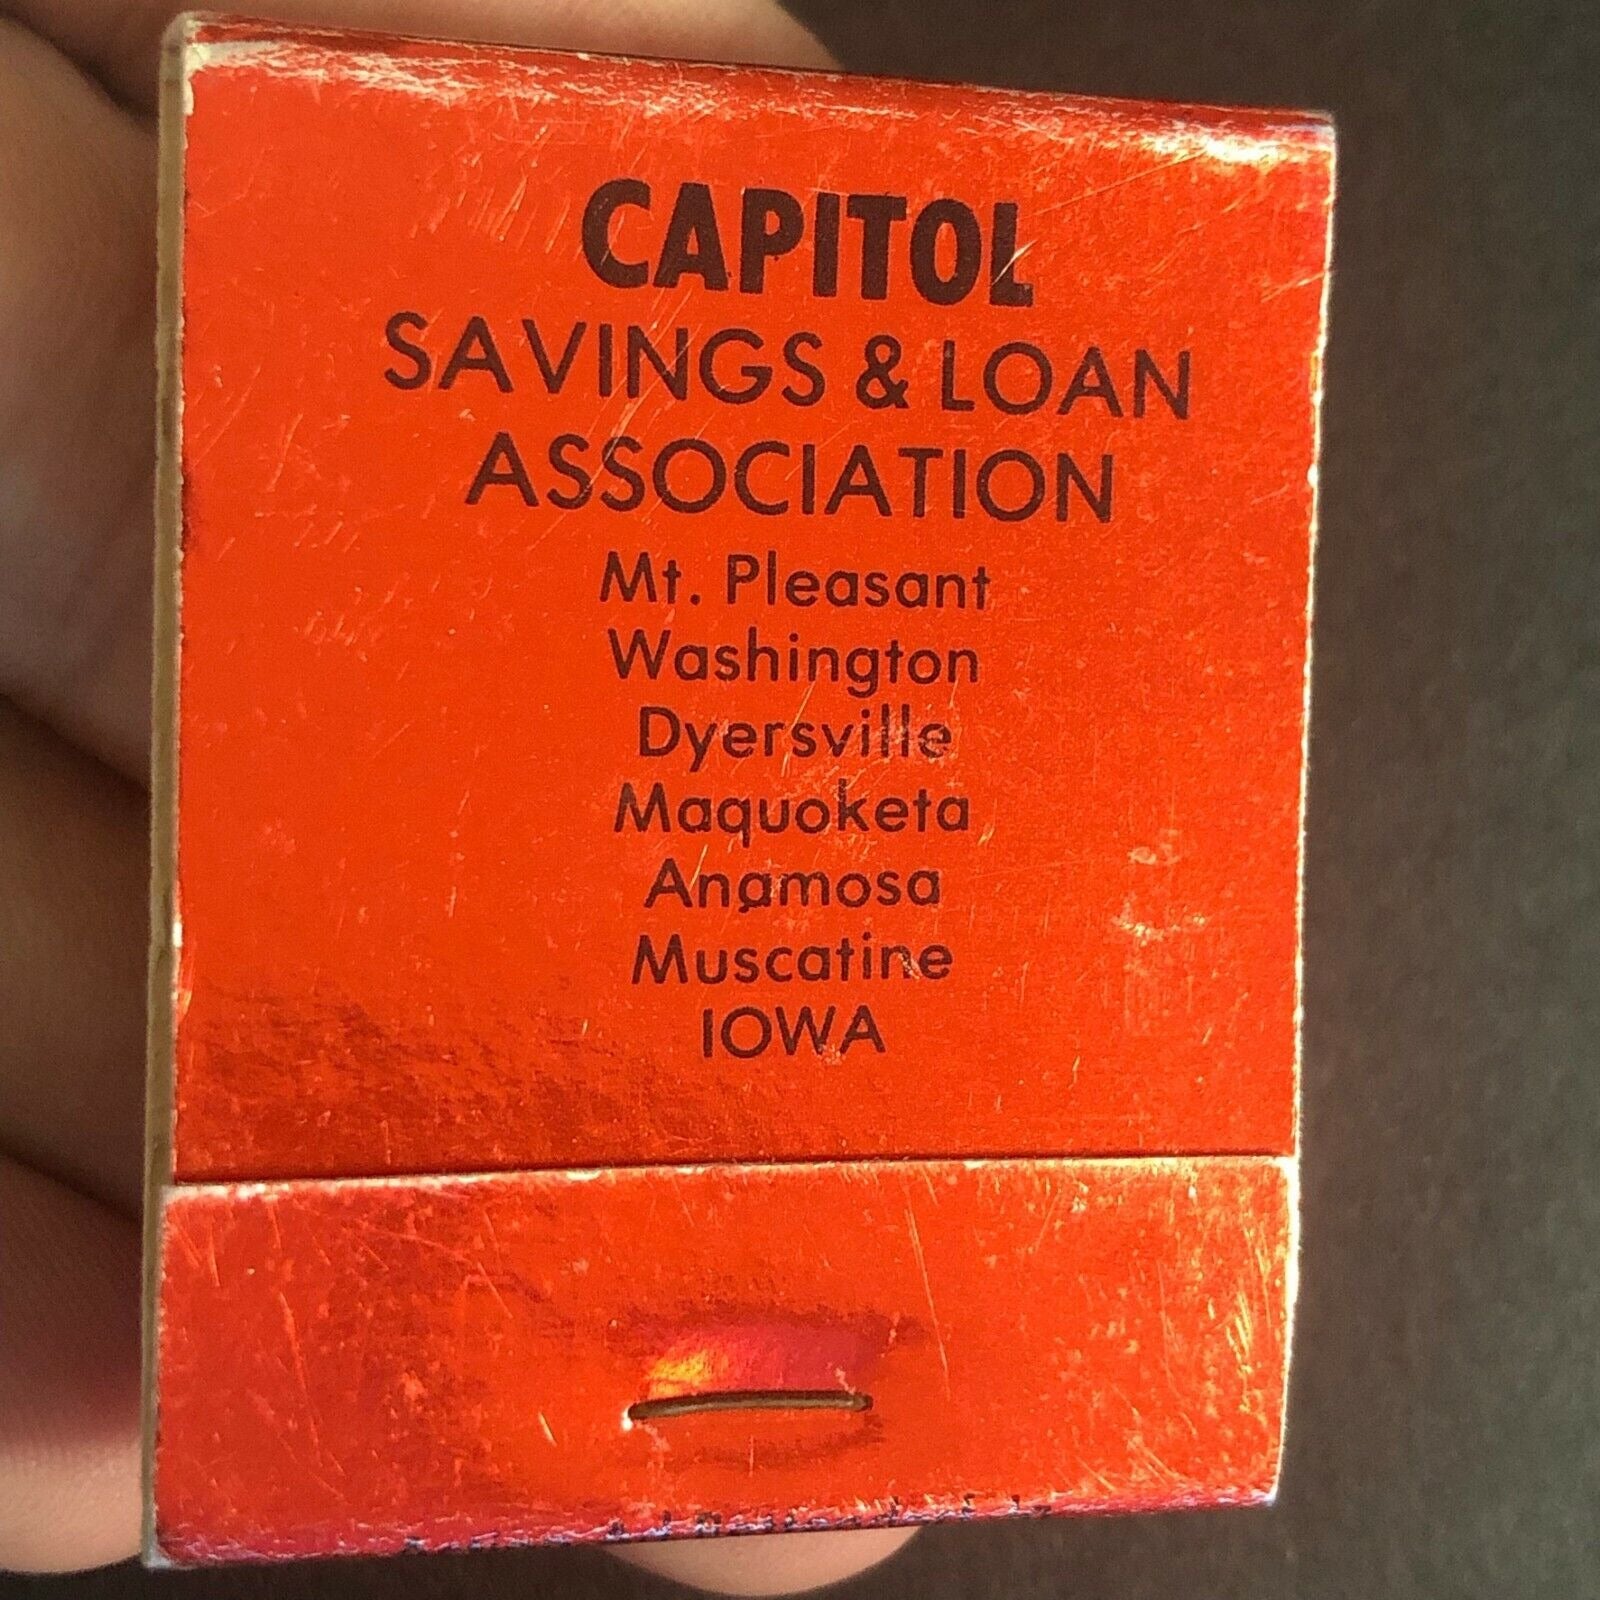 CAPITOL
SAVINGS & LOAN
ASSOCIATION
Mt. Pleasant
Washington
Dyersville
Maquoketa
Anamosa
Muscatine
IOWA